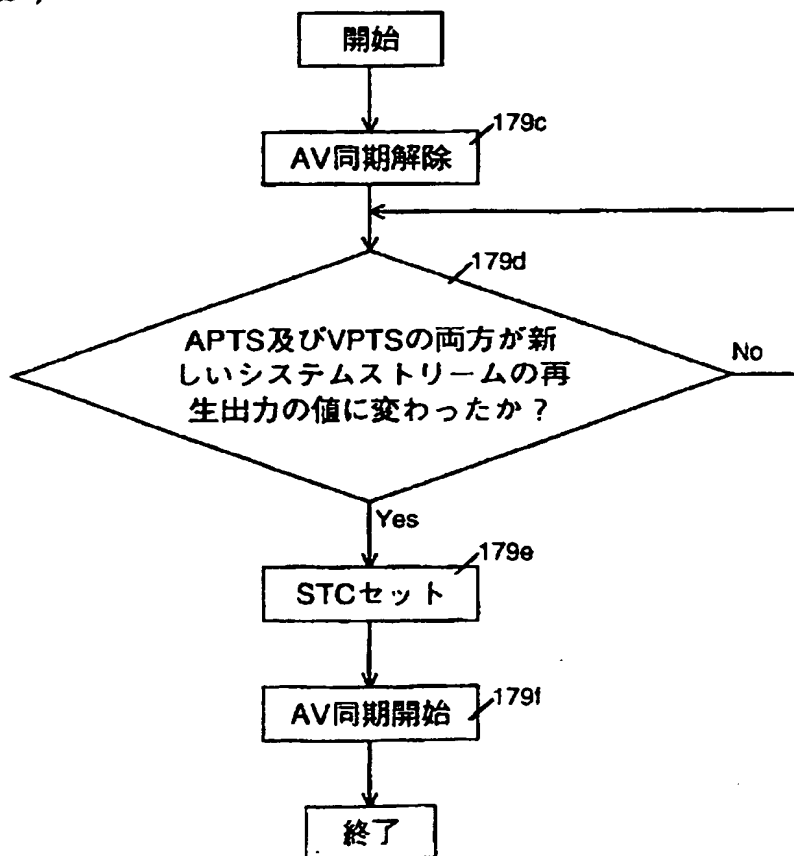 開始
179c
AV同期解除
179d
APTS及びVPTSの両方が新
しいシステムストリームの再
生出力の値に変わったか?
No
Yes
179e
STCセット
179f
AV同期開始
終了